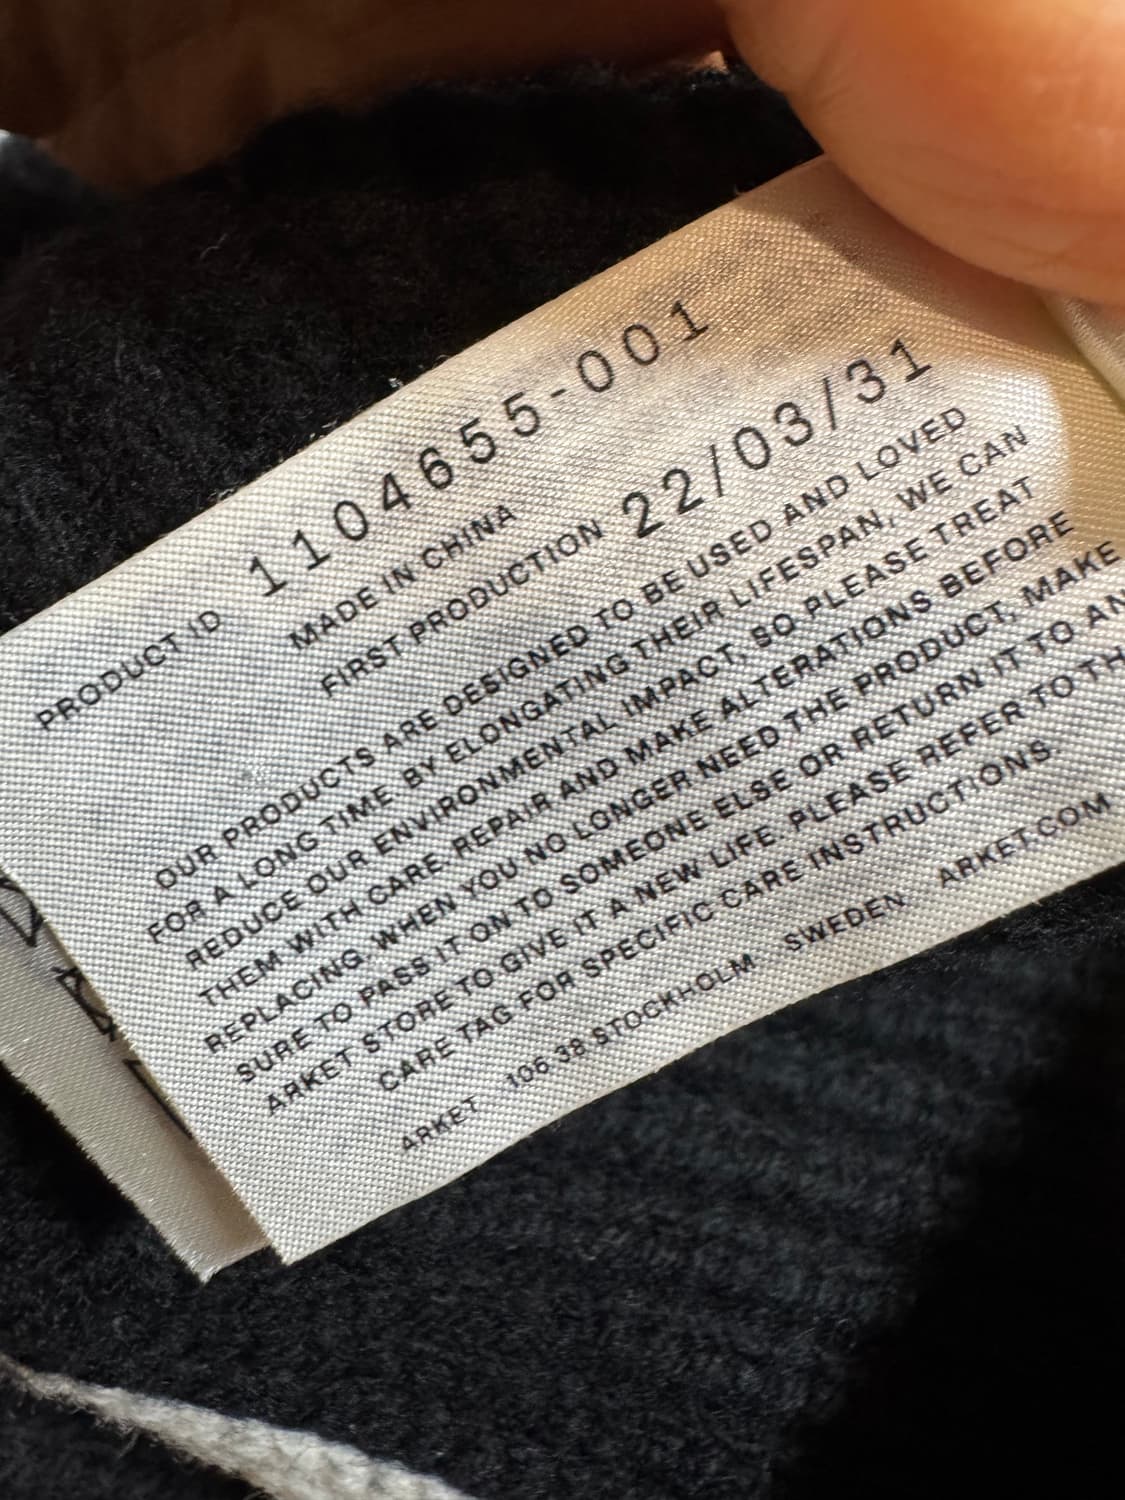 PRODUCT ID 1104655-001
MADE IN CHINA
FIRST PRODUCTION 22/03/31
OUR PRODUCTS ARE DESIGNED TO BE USED AND LOVED
FOR A LONG TIME. BY ELONGATING THEIR LIFESPAN, WE CAN
REDUCE OUR ENVIRONMENTAL IMPACT, SO PLEASE TREAT
THEM WITH CARE, REPAIR AND MAKE ALTERATIONS BEFORE
REPLACING. WHEN YOU NO LONGER NEED THE PRODUCT, MAKE
SURE TO PASS IT ON TO SOMEONE ELSE OR RETURN IT TO AN
ARKET STORE TO GIVE IT A NEW LIFE. PLEASE REFER TO TH
CARE TAG FOR SPECIFIC CARE INSTRUCTIONS.
ARKET 106 38 STOCKHOLM SWEDEN ARKET.COM